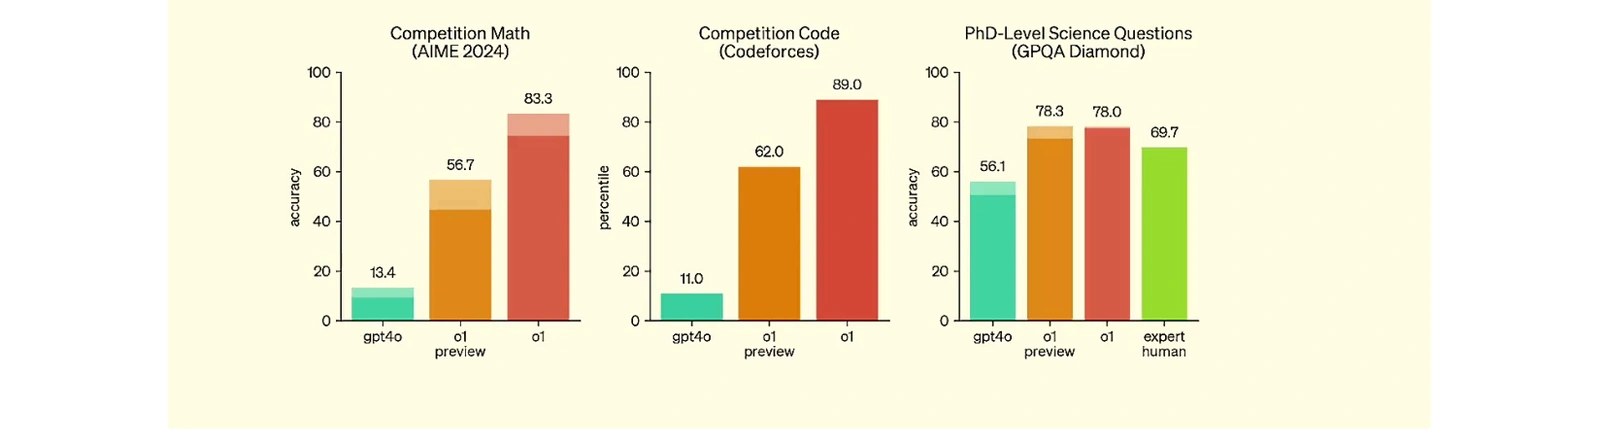 Competition Math
(AIME 2024)
accuracy
100
80
60
40
20
0
13.4
56.7
83.3
gpt4o
o1
preview
o1
Competition Code
(Codeforces)
percentile
100
80
60
40
20
0
11.0
62.0
89.0
gpt4o
o1
preview
o1
PhD-Level Science Questions
(GPQA Diamond)
accuracy
100
80
60
40
20
0
56.1
78.3
78.0
69.7
gpt4o
o1
preview
o1
expert
human